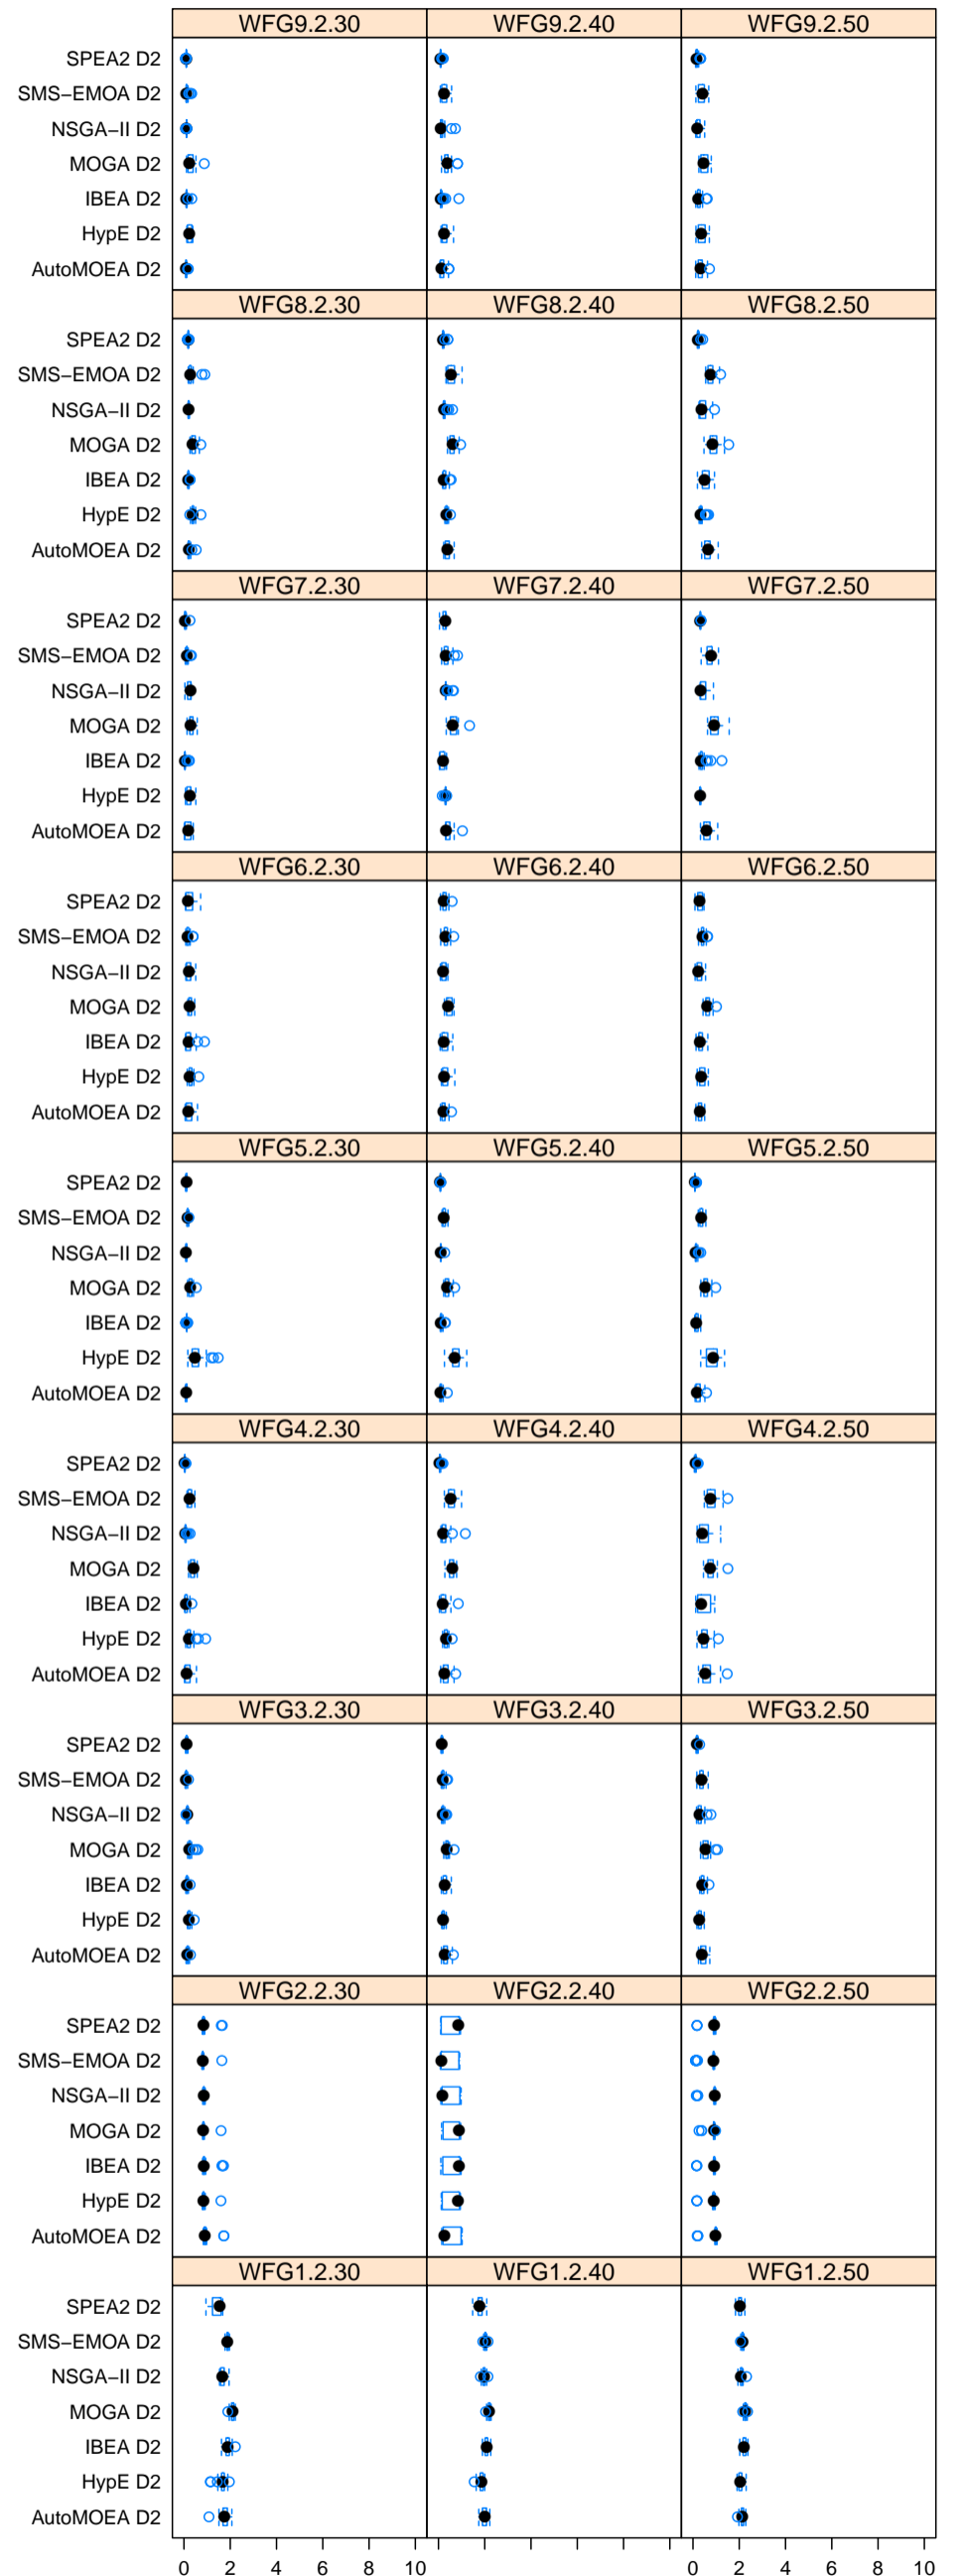 WFG9.2.30 WFG9.2.40 WFG9.2.50
SPEA2 D2
SMS−EMOA D2
NSGA−II D2
MOGA D2
IBEA D2
HypE D2
AutoMOEA D2
WFG8.2.30 WFG8.2.40 WFG8.2.50
SPEA2 D2
SMS−EMOA D2
NSGA−II D2
MOGA D2
IBEA D2
HypE D2
AutoMOEA D2
WFG7.2.30 WFG7.2.40 WFG7.2.50
SPEA2 D2
SMS−EMOA D2
NSGA−II D2
MOGA D2
IBEA D2
HypE D2
AutoMOEA D2
WFG6.2.30 WFG6.2.40 WFG6.2.50
SPEA2 D2
SMS−EMOA D2
NSGA−II D2
MOGA D2
IBEA D2
HypE D2
AutoMOEA D2
WFG5.2.30 WFG5.2.40 WFG5.2.50
SPEA2 D2
SMS−EMOA D2
NSGA−II D2
MOGA D2
IBEA D2
HypE D2
AutoMOEA D2
WFG4.2.30 WFG4.2.40 WFG4.2.50
SPEA2 D2
SMS−EMOA D2
NSGA−II D2
MOGA D2
IBEA D2
HypE D2
AutoMOEA D2
WFG3.2.30 WFG3.2.40 WFG3.2.50
SPEA2 D2
SMS−EMOA D2
NSGA−II D2
MOGA D2
IBEA D2
HypE D2
AutoMOEA D2
WFG2.2.30 WFG2.2.40 WFG2.2.50
SPEA2 D2
SMS−EMOA D2
NSGA−II D2
MOGA D2
IBEA D2
HypE D2
AutoMOEA D2
WFG1.2.30 WFG1.2.40 WFG1.2.50
SPEA2 D2
SMS−EMOA D2
NSGA−II D2
MOGA D2
IBEA D2
HypE D2
AutoMOEA D2
0 2 4 6 8 10 0 2 4 6 8 10